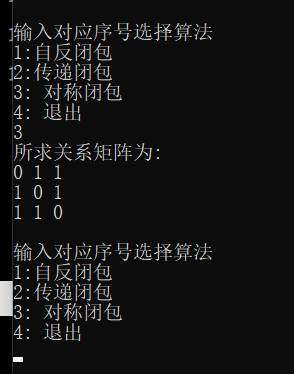 输入对应序号选择算法
1:自反闭包
2:传递闭包
3: 对称闭包
4: 退出
3
所求关系矩阵为:
0 1 1
1 0 1
1 1 0
输入对应序号选择算法
1:自反闭包
2:传递闭包
3: 对称闭包
4: 退出